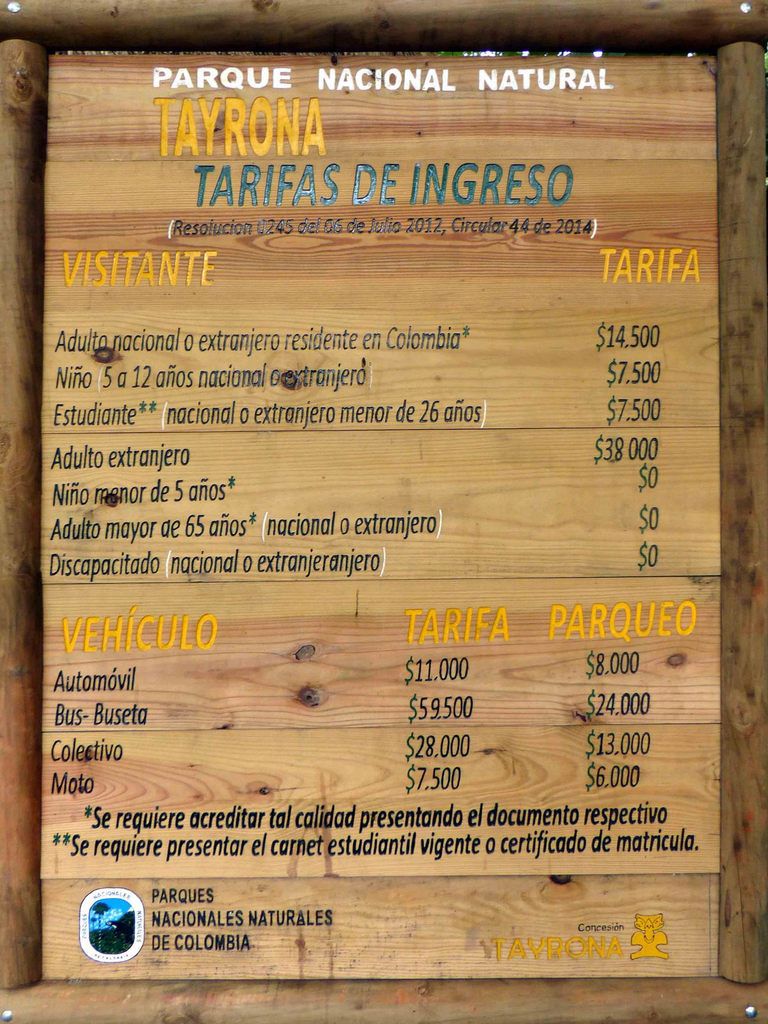 PARQUE NACIONAL NATURAL
TAYRONA
TARIFAS DE INGRESO
(Resolucion 0245 del 06 de Julio 2012, Circular 44 de 2014)
VISITANTE TARIFA
Adulto nacional o extranjero residente en Colombia* $14.500
Niño (5 a 12 años nacional o extranjero) $7.500
Estudiante** (nacional o extranjero menor de 26 años) $7.500
Adulto extranjero $38 000
Niño menor de 5 años* $0
Adulto mayor de 65 años* (nacional o extranjero) $0
Discapacitado (nacional o extranjeranjero) $0
VEHÍCULO TARIFA PARQUEO
Automóvil $11.000 $8.000
Bus- Buseta $59.500 $24.000
Colectivo $28.000 $13.000
Moto $7.500 $6.000
*Se requiere acreditar tal calidad presentando el documento respectivo
**Se requiere presentar el carnet estudiantil vigente o certificado de matricula.
PARQUES
NACIONALES NATURALES
DE COLOMBIA
Concesión
TAYRONA